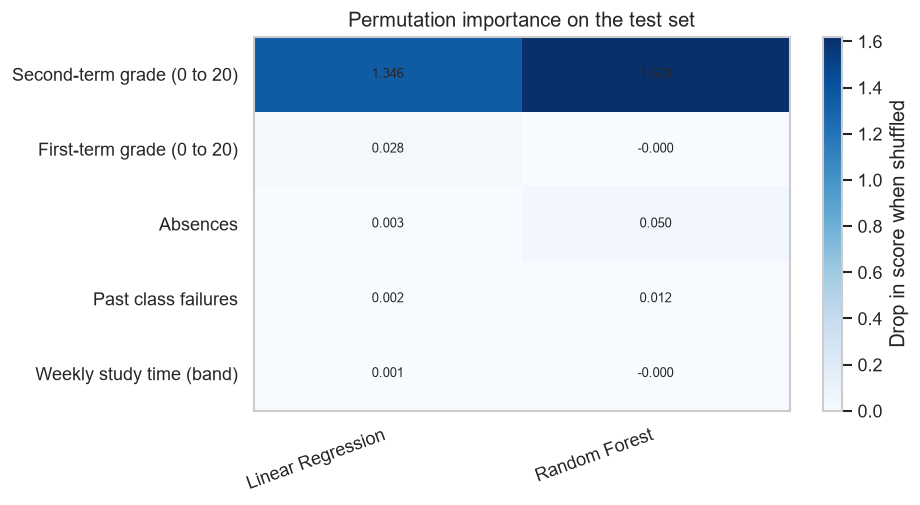 Permutation importance on the test set
Second-term grade (0 to 20)
1.346
1.620
First-term grade (0 to 20)
0.028
-0.000
Absences
0.003
0.050
Past class failures
0.002
0.012
Weekly study time (band)
0.001
-0.000
Linear Regression
Random Forest
1.6
1.4
1.2
1.0
0.8
0.6
0.4
0.2
0.0
Drop in score when shuffled